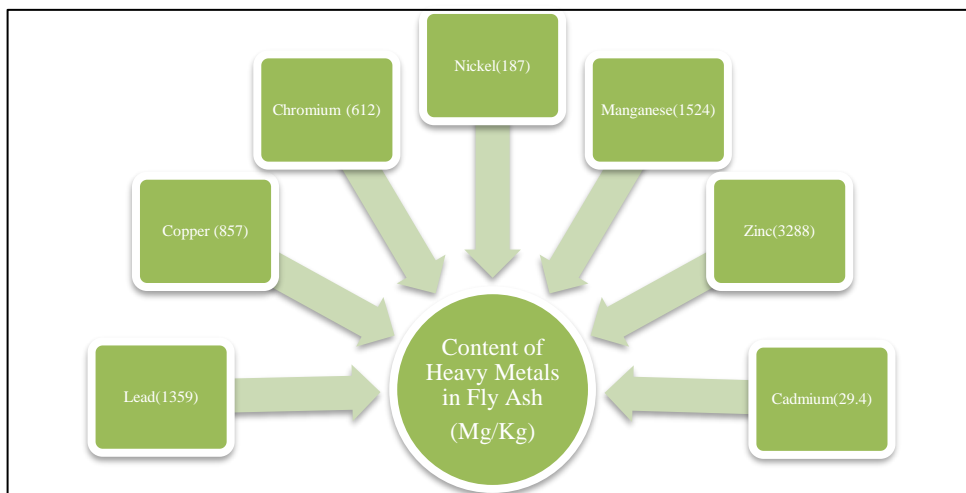 Nickel(187)
Chromium (612)
Manganese(1524)
Copper (857)
Zinc(3288)
Content of
Heavy Metals
in Fly Ash
(Mg/Kg)
Lead(1359)
Cadmium(29.4)